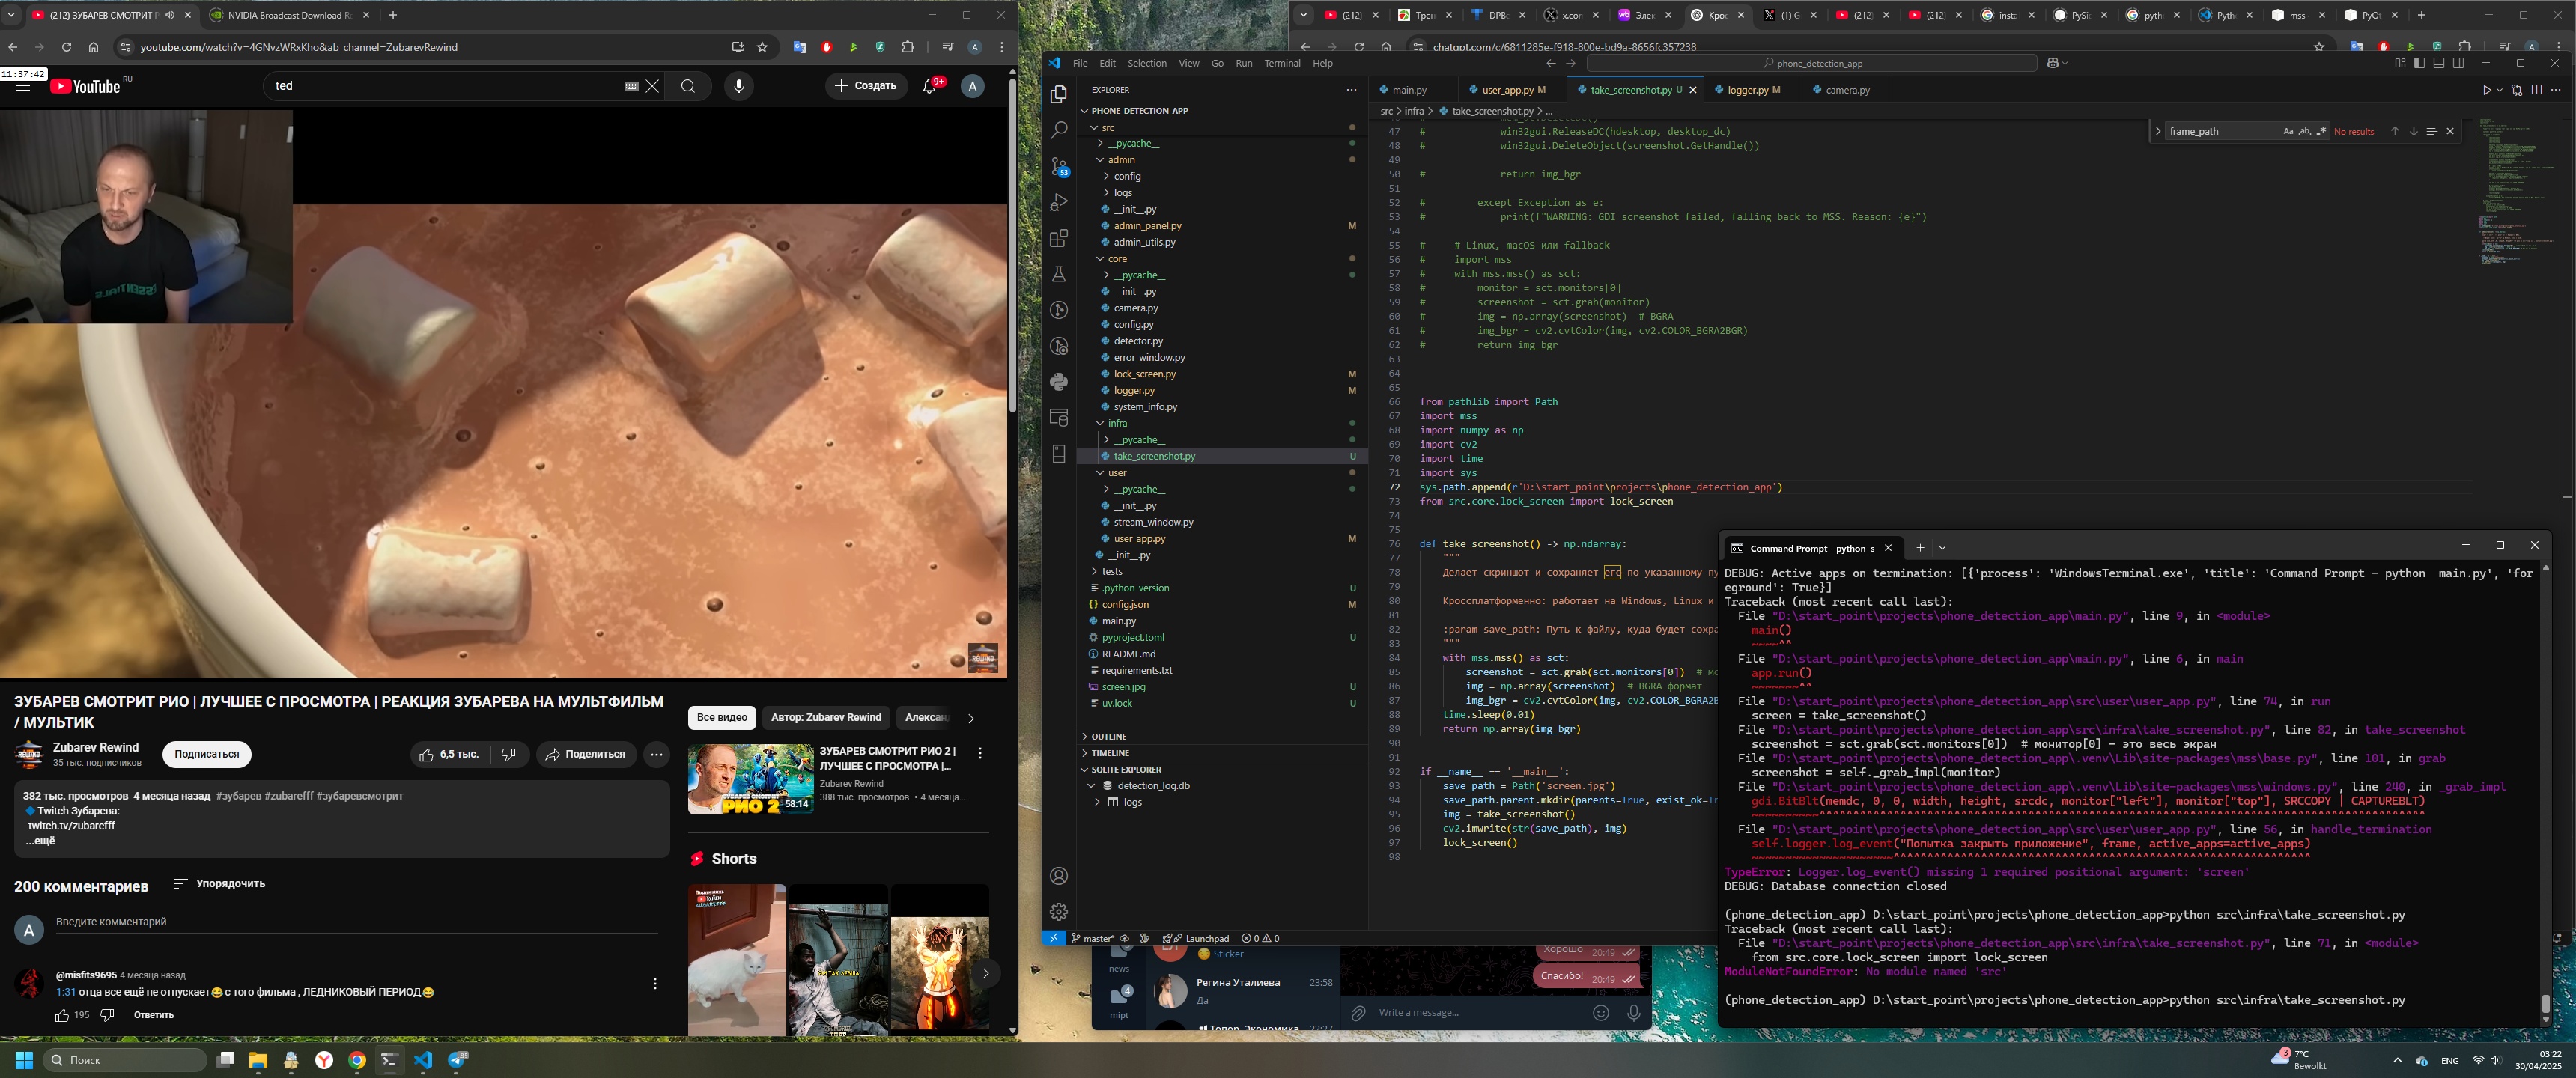 (212) ЗУБАРЕВ СМОТРИТ Р
NVIDIA Broadcast Download R
youtube.com/watch?v=4GNvzWRxKho&ab_channel=ZubarevRewind
11:37:42
YouTube RU
ted
Создать
9+
A
REWIND
ЗУБАРЕВ СМОТРИТ РИО | ЛУЧШЕЕ С ПРОСМОТРА | РЕАКЦИЯ ЗУБАРЕВА НА МУЛЬТФИЛЬМ
/ МУЛЬТИК
Zubarev Rewind
35 тыс. подписчиков
Подписаться
6,5 тыс.
Поделиться
382 тыс. просмотров 4 месяца назад #зубарев #zubarefff #зубаревсмотрит
Twitch Зубарева:
twitch.tv/zubarefff
...ещё
200 комментариев
Упорядочить
A
Введите комментарий
@misfits9695 4 месяца назад
1:31 отца все ещё не отпускает с того фильма , ЛЕДНИКОВЫЙ ПЕРИОД
195
Ответить
Все видео
Автор: Zubarev Rewind
Алексан
ЗУБАРЕВ СМОТРИТ
РИО 2
58:14
ЗУБАРЕВ СМОТРИТ РИО 2 |
ЛУЧШЕЕ С ПРОСМОТРА |...
Zubarev Rewind
388 тыс. просмотров • 4 месяца...
Shorts
(212)
Трен
DPBe
x.con
Элек
Крос
(1) G
(212)
(212)
insta
PySi
pyth
Pyth
mss
PyQt
chatgpt.com/c/6811285e-f918-800e-bd9a-8656fc357238
File Edit Selection View Go Run Terminal Help
phone_detection_app
EXPLORER
PHONE_DETECTION_APP
src
__pycache__
admin
config
logs
__init__.py
admin_panel.py M
admin_utils.py
core
__pycache__
__init__.py
camera.py
config.py
detector.py
error_window.py
lock_screen.py M
logger.py M
system_info.py
infra
__pycache__
take_screenshot.py U
user
__pycache__
__init__.py
stream_window.py
user_app.py M
__init__.py
tests
.python-version U
config.json M
main.py
pyproject.toml U
README.md
requirements.txt
screen.jpg U
uv.lock U
OUTLINE
TIMELINE
SQLITE EXPLORER
detection_log.db
logs
53
master*
Launchpad
0 0
main.py
user_app.py M
take_screenshot.py U
logger.py M
camera.py
src > infra > take_screenshot.py > ...
frame_path
Aa ab
No results
47 # win32gui.ReleaseDC(hdesktop, desktop_dc)
48 # win32gui.DeleteObject(screenshot.GetHandle())
49
50 # return img_bgr
51
52 # except Exception as e:
53 # print(f"WARNING: GDI screenshot failed, falling back to MSS. Reason: {e}")
54
55 # # Linux, macOS или fallback
56 # import mss
57 # with mss.mss() as sct:
58 # monitor = sct.monitors[0]
59 # screenshot = sct.grab(monitor)
60 # img = np.array(screenshot) # BGRA
61 # img_bgr = cv2.cvtColor(img, cv2.COLOR_BGRA2BGR)
62 # return img_bgr
63
64
65
66 from pathlib import Path
67 import mss
68 import numpy as np
69 import cv2
70 import time
71 import sys
72 sys.path.append(r'D:\start_point\projects\phone_detection_app')
73 from src.core.lock_screen import lock_screen
74
75
76 def take_screenshot() -> np.ndarray:
77 """
78 Делает скриншот и сохраняет его по указанному пу
79
80 Кроссплатформенно: работает на Windows, Linux и
81
82 :param save_path: Путь к файлу, куда будет сохра
83 """
84 with mss.mss() as sct:
85 screenshot = sct.grab(sct.monitors[0]) # мо
86 img = np.array(screenshot) # BGRA формат
87 img_bgr = cv2.cvtColor(img, cv2.COLOR_BGRA2B
88 time.sleep(0.01)
89 return np.array(img_bgr)
90
91
92 if __name__ == '__main__':
93 save_path = Path('screen.jpg')
94 save_path.parent.mkdir(parents=True, exist_ok=Tr
95 img = take_screenshot()
96 cv2.imwrite(str(save_path), img)
97 lock_screen()
98
Command Prompt - python s
DEBUG: Active apps on termination: [{'process': 'WindowsTerminal.exe', 'title': 'Command Prompt - python main.py', 'for
eground': True}]
Traceback (most recent call last):
File "D:\start_point\projects\phone_detection_app\main.py", line 9, in <module>
main()
~~~~^^
File "D:\start_point\projects\phone_detection_app\main.py", line 6, in main
app.run()
~~~~~~~^^
File "D:\start_point\projects\phone_detection_app\src\user\user_app.py", line 74, in run
screen = take_screenshot()
File "D:\start_point\projects\phone_detection_app\src\infra\take_screenshot.py", line 82, in take_screenshot
screenshot = sct.grab(sct.monitors[0]) # монитор[0] — это весь экран
File "D:\start_point\projects\phone_detection_app\.venv\Lib\site-packages\mss\base.py", line 101, in grab
screenshot = self._grab_impl(monitor)
File "D:\start_point\projects\phone_detection_app\.venv\Lib\site-packages\mss\windows.py", line 240, in _grab_impl
gdi.BitBlt(memdc, 0, 0, width, height, srcdc, monitor["left"], monitor["top"], SRCCOPY | CAPTUREBLT)
File "D:\start_point\projects\phone_detection_app\src\user\user_app.py", line 56, in handle_termination
self.logger.log_event("Попытка закрыть приложение", frame, active_apps=active_apps)
TypeError: Logger.log_event() missing 1 required positional argument: 'screen'
DEBUG: Database connection closed
(phone_detection_app) D:\start_point\projects\phone_detection_app>python src\infra\take_screenshot.py
Traceback (most recent call last):
File "D:\start_point\projects\phone_detection_app\src\infra\take_screenshot.py", line 71, in <module>
from src.core.lock_screen import lock_screen
ModuleNotFoundError: No module named 'src'
(phone_detection_app) D:\start_point\projects\phone_detection_app>python src\infra\take_screenshot.py
news
4
mipt
Sticker
Регина Уталиева 23:58
Да
Топор. Экономика 22:27
Хорошо 20:49
Спасибо! 20:49
Write a message...
Поиск
85
3
7°C
Bewolkt
ENG
03:22
30/04/2025